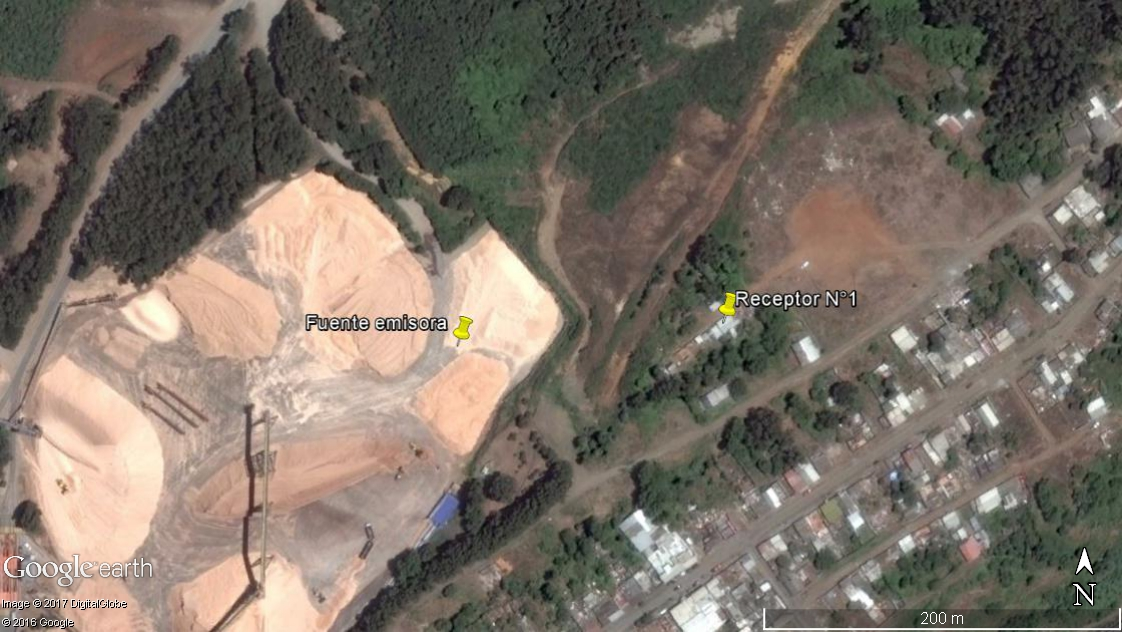 Receptor N°1
Fuente emisora
Google earth
Image © 2017 DigitalGlobe
© 2016 Google
N
200 m